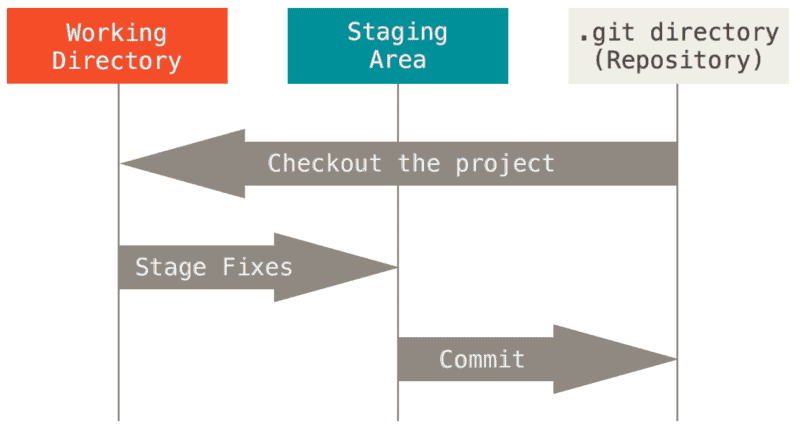 Working
Directory
Staging
Area
.git directory
(Repository)
Checkout the project
Stage Fixes
Commit